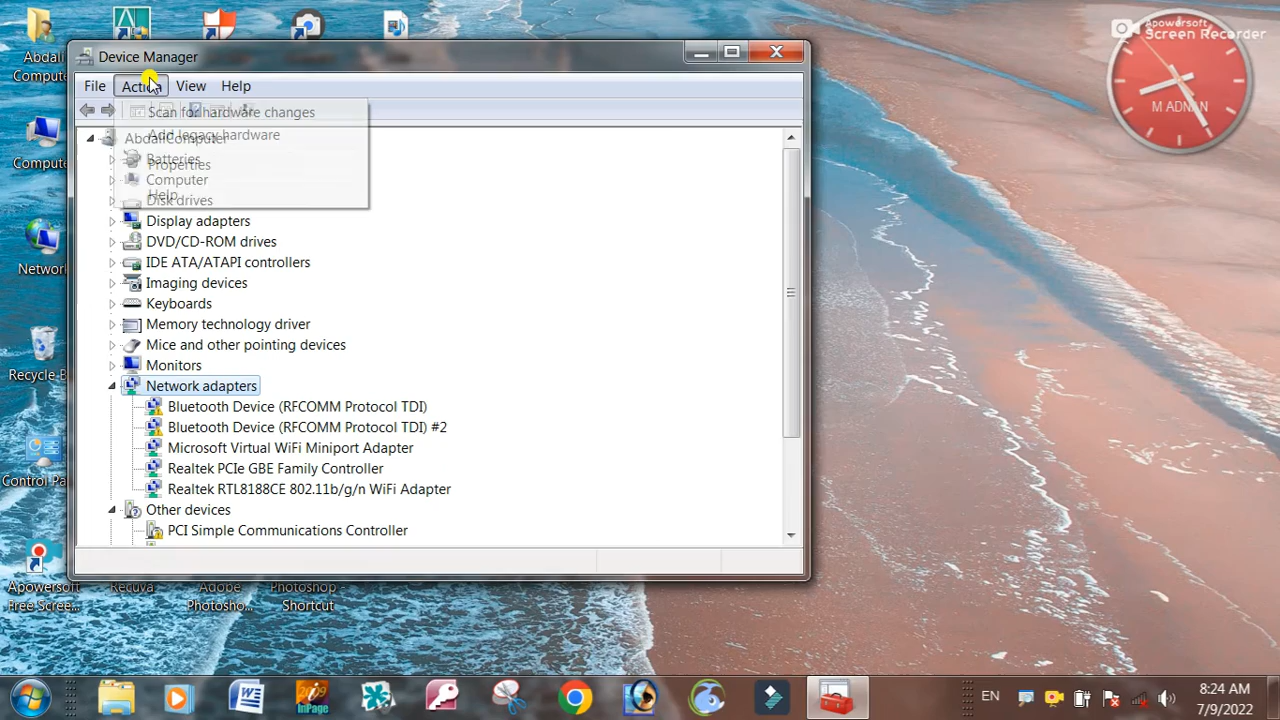 Abdali
Compute...
Device Manager
Apowersoft
Screen Recorder
M ADNAN
File Action View Help
Scan for hardware changes
Add legacy hardware
Properties
Help
AbdaliComputer
Batteries
Computer
Disk drives
Display adapters
DVD/CD-ROM drives
IDE ATA/ATAPI controllers
Imaging devices
Keyboards
Memory technology driver
Mice and other pointing devices
Monitors
Network adapters
Bluetooth Device (RFCOMM Protocol TDI)
Bluetooth Device (RFCOMM Protocol TDI) #2
Microsoft Virtual WiFi Miniport Adapter
Realtek PCIe GBE Family Controller
Realtek RTL8188CE 802.11b/g/n WiFi Adapter
Other devices
PCI Simple Communications Controller
Compute
Network
Recycle B
Control Pa
Apowersoft
Free Scree...
Recuva
Adobe
Photosho...
Photoshop
Shortcut
2009
InPage
EN
8:24 AM
7/9/2022